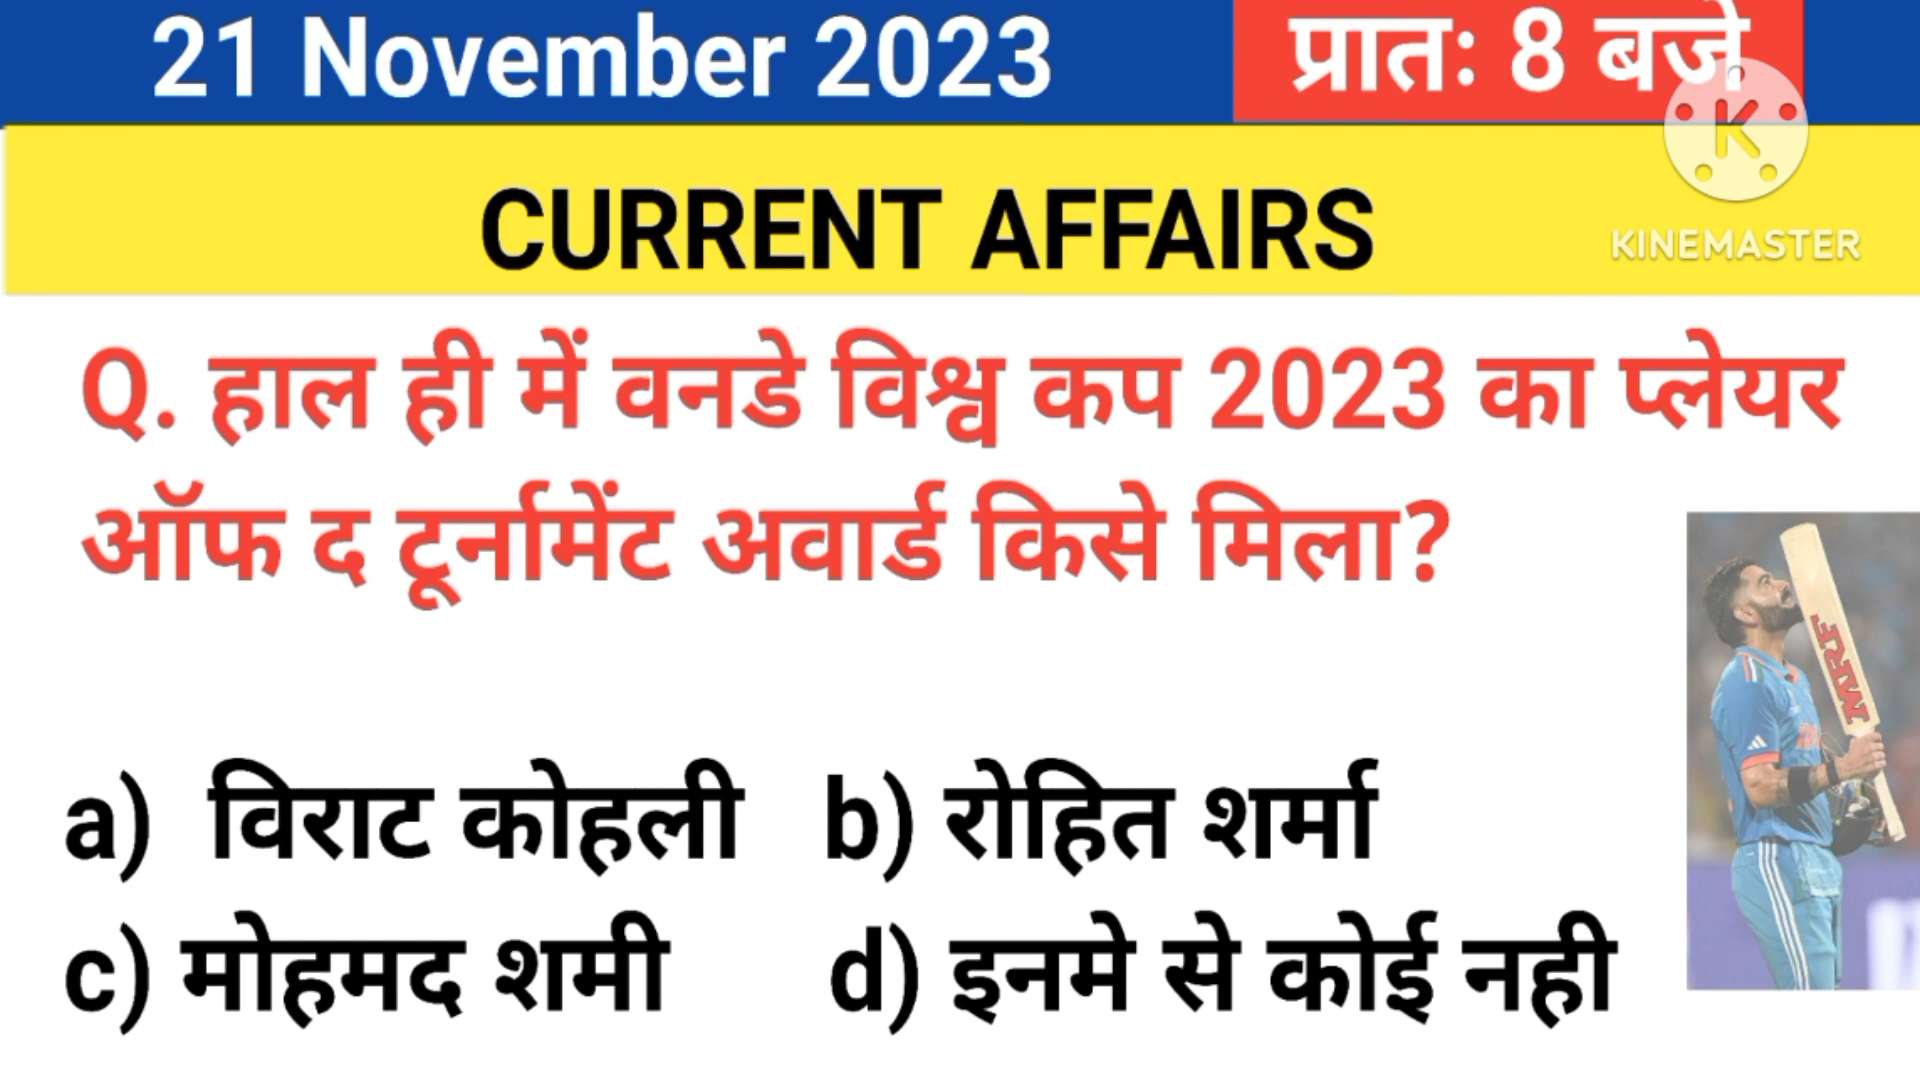 21 November 2023 प्रातः 8 बजे
K
KINEMASTER
CURRENT AFFAIRS
Q. हाल ही में वनडे विश्व कप 2023 का प्लेयर
ऑफ द टूर्नामेंट अवार्ड किसे मिला?
MRF
a) विराट कोहली b) रोहित शर्मा
c) मोहमद शमी d) इनमे से कोई नही